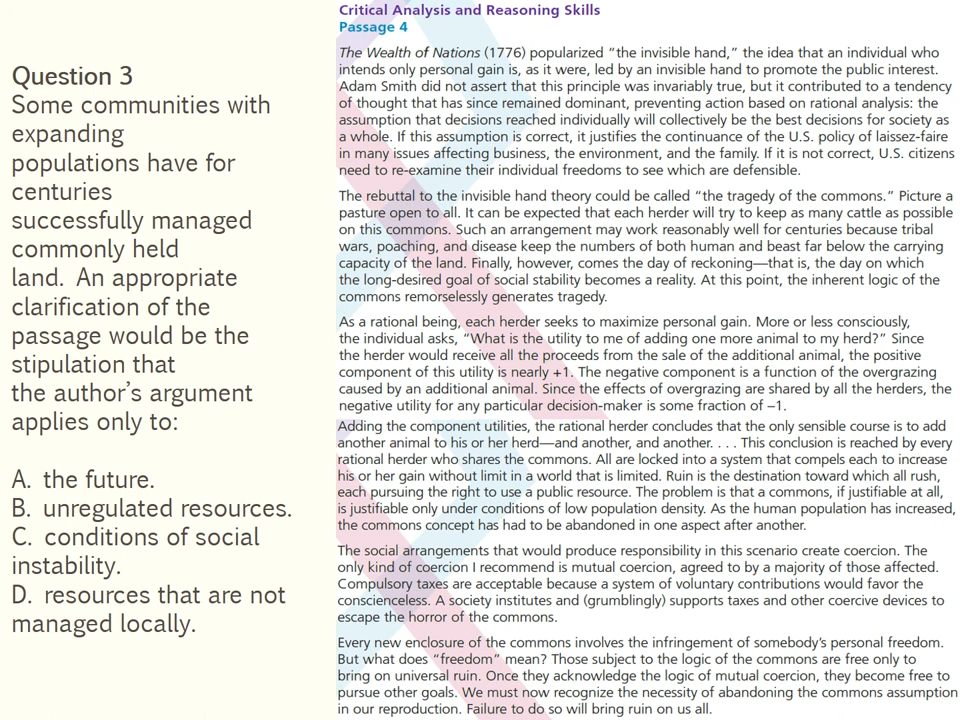 Question 3
Some communities with
expanding
populations have for
centuries
successfully managed
commonly held
land. An appropriate
clarification of the
passage would be the
stipulation that
the author's argument
applies only to:
A. the future.
B. unregulated resources.
C. conditions of social
instability.
D. resources that are not
managed locally.
Critical Analysis and Reasoning Skills
Passage 4
The Wealth of Nations (1776) popularized "the invisible hand," the idea that an individual who
intends only personal gain is, as it were, led by an invisible hand to promote the public interest.
Adam Smith did not assert that this principle was invariably true, but it contributed to a tendency
of thought that has since remained dominant, preventing action based on rational analysis: the
assumption that decisions reached individually will collectively be the best decisions for society as
a whole. If this assumption is correct, it justifies the continuance of the U.S. policy of laissez-faire
in many issues affecting business, the environment, and the family. If it is not correct, U.S. citizens
need to re-examine their individual freedoms to see which are defensible.
The rebuttal to the invisible hand theory could be called "the tragedy of the commons." Picture a
pasture open to all. It can be expected that each herder will try to keep as many cattle as possible
on this commons. Such an arrangement may work reasonably well for centuries because tribal
wars, poaching, and disease keep the numbers of both human and beast far below the carrying
capacity of the land. Finally, however, comes the day of reckoning—that is, the day on which
the long-desired goal of social stability becomes a reality. At this point, the inherent logic of the
commons remorselessly generates tragedy.
As a rational being, each herder seeks to maximize personal gain. More or less consciously,
the individual asks, "What is the utility to me of adding one more animal to my herd?" Since
the herder would receive all the proceeds from the sale of the additional animal, the positive
component of this utility is nearly +1. The negative component is a function of the overgrazing
caused by an additional animal. Since the effects of overgrazing are shared by all the herders, the
negative utility for any particular decision-maker is some fraction of –1.
Adding the component utilities, the rational herder concludes that the only sensible course is to add
another animal to his or her herd—and another, and another. . . . This conclusion is reached by every
rational herder who shares the commons. All are locked into a system that compels each to increase
his or her gain without limit in a world that is limited. Ruin is the destination toward which all rush,
each pursuing the right to use a public resource. The problem is that a commons, if justifiable at all,
is justifiable only under conditions of low population density. As the human population has increased,
the commons concept has had to be abandoned in one aspect after another.
The social arrangements that would produce responsibility in this scenario create coercion. The
only kind of coercion I recommend is mutual coercion, agreed to by a majority of those affected.
Compulsory taxes are acceptable because a system of voluntary contributions would favor the
conscienceless. A society institutes and (grumblingly) supports taxes and other coercive devices to
escape the horror of the commons.
Every new enclosure of the commons involves the infringement of somebody's personal freedom.
But what does "freedom" mean? Those subject to the logic of the commons are free only to
bring on universal ruin. Once they acknowledge the logic of mutual coercion, they become free to
pursue other goals. We must now recognize the necessity of abandoning the commons assumption
in our reproduction. Failure to do so will bring ruin on us all.